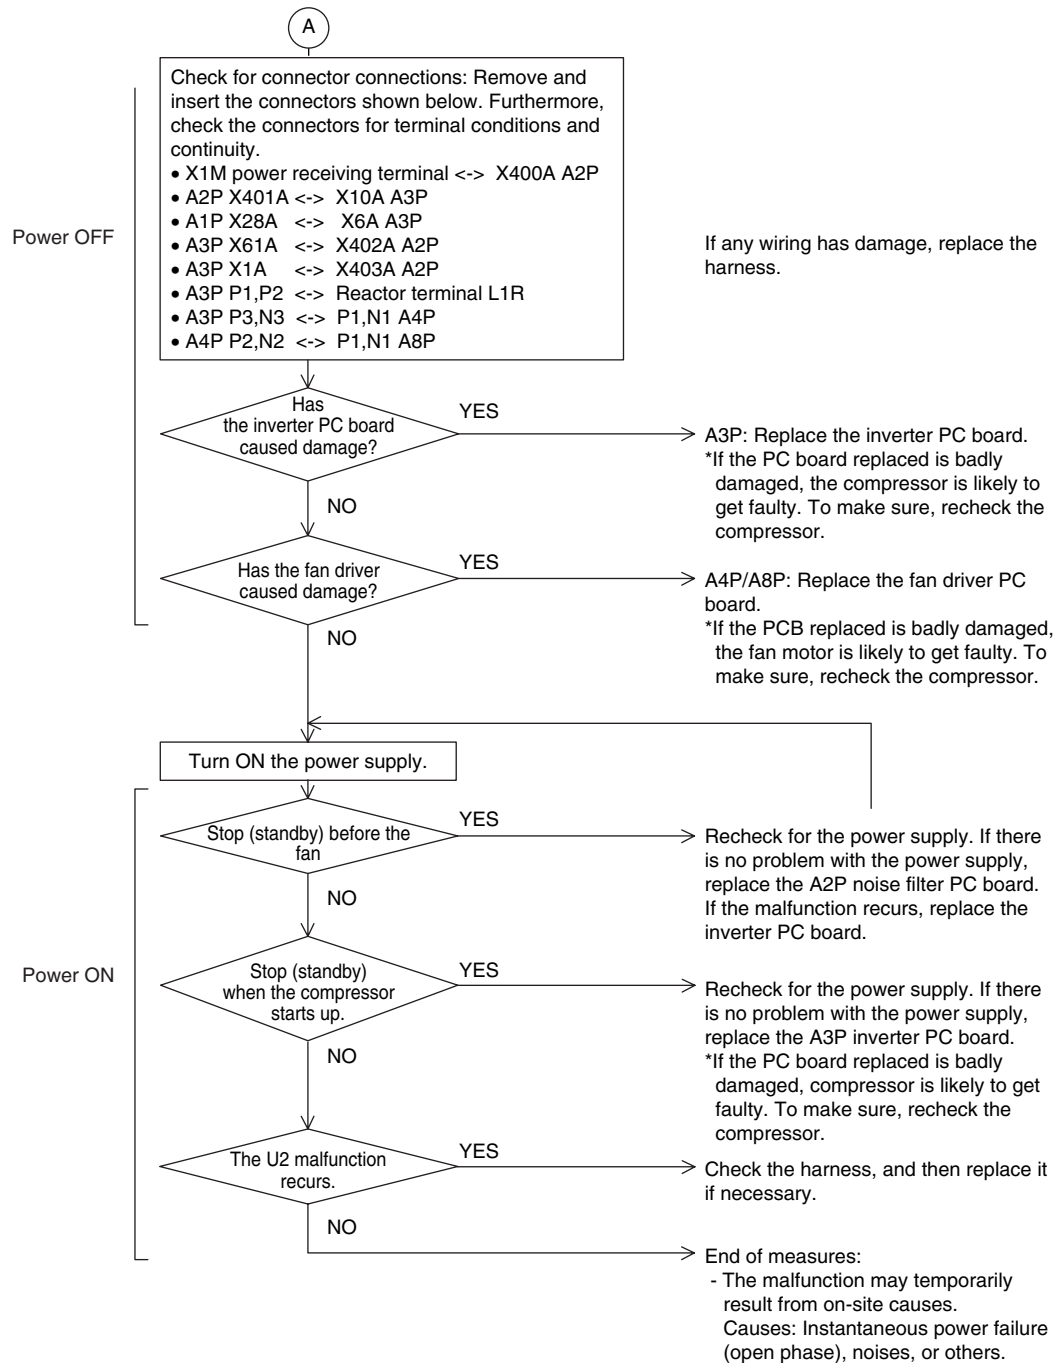 A
Check for connector connections: Remove and
insert the connectors shown below. Furthermore,
check the connectors for terminal conditions and
continuity.
• X1M power receiving terminal <-> X400A A2P
• A2P X401A <-> X10A A3P
• A1P X28A <-> X6A A3P
• A3P X61A <-> X402A A2P
• A3P X1A <-> X403A A2P
• A3P P1,P2 <-> Reactor terminal L1R
• A3P P3,N3 <-> P1,N1 A4P
• A4P P2,N2 <-> P1,N1 A8P
Power OFF
If any wiring has damage, replace the
harness.
Has
the inverter PC board
caused damage?
YES
A3P: Replace the inverter PC board.
*If the PC board replaced is badly
damaged, the compressor is likely to
get faulty. To make sure, recheck the
compressor.
NO
Has the fan driver
caused damage?
YES
A4P/A8P: Replace the fan driver PC
board.
*If the PCB replaced is badly damaged,
the fan motor is likely to get faulty. To
make sure, recheck the compressor.
NO
Turn ON the power supply.
Power ON
Stop (standby) before the
fan
YES
Recheck for the power supply. If there
is no problem with the power supply,
replace the A2P noise filter PC board.
If the malfunction recurs, replace the
inverter PC board.
NO
Stop (standby)
when the compressor
starts up.
YES
Recheck for the power supply. If there
is no problem with the power supply,
replace the A3P inverter PC board.
*If the PC board replaced is badly
damaged, compressor is likely to get
faulty. To make sure, recheck the
compressor.
NO
The U2 malfunction
recurs.
YES
Check the harness, and then replace it
if necessary.
NO
End of measures:
- The malfunction may temporarily
result from on-site causes.
Causes: Instantaneous power failure
(open phase), noises, or others.